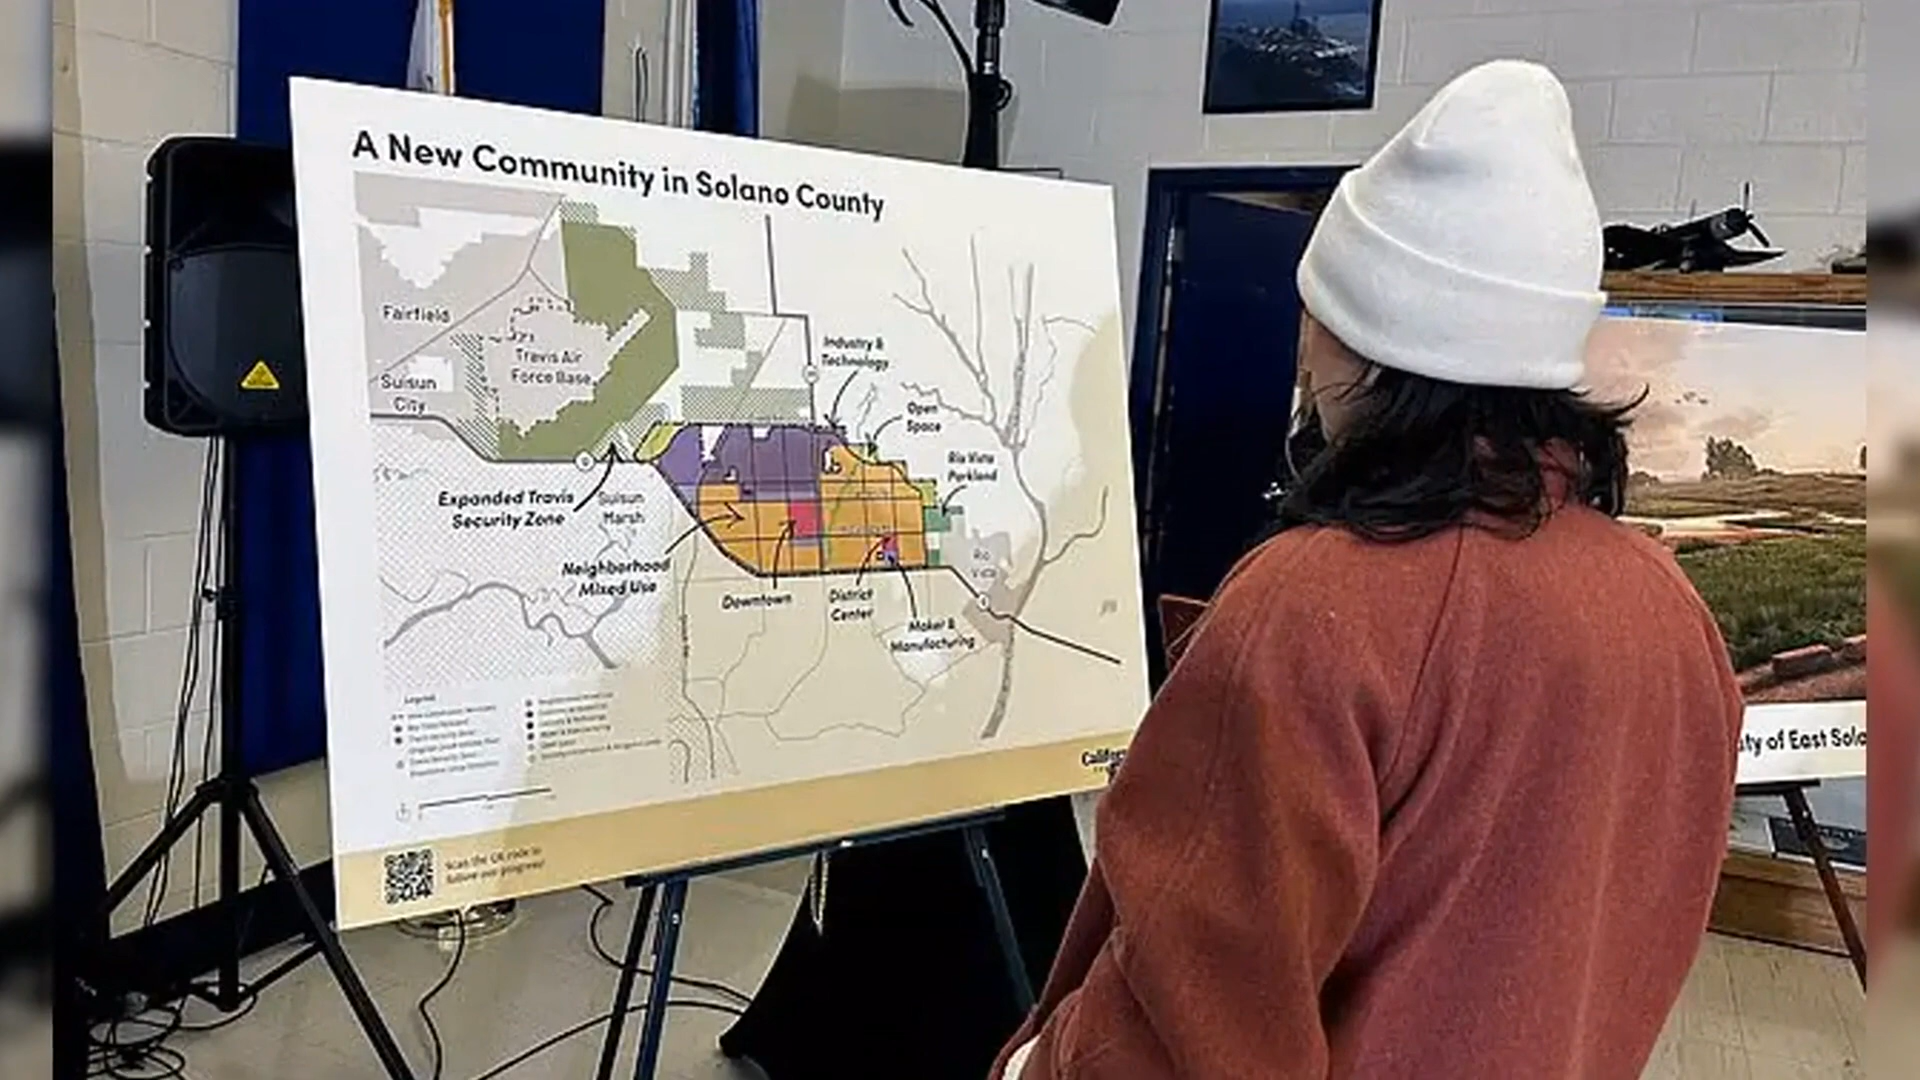 A New Community in Solano County
Fairfield
Travis Air
Force Base
Suisun
City
Industry &
Technology
Open
Space
Rio Vista
Parkland
Expanded Travis
Security Zone
Suisun
Marsh
Neighborhood
Mixed Use
Downtown
District
Center
Maker &
Manufacturing
Rio
Vista
Legend
Califor
Scan the QR code to
follow our progress!
ty of East Sola